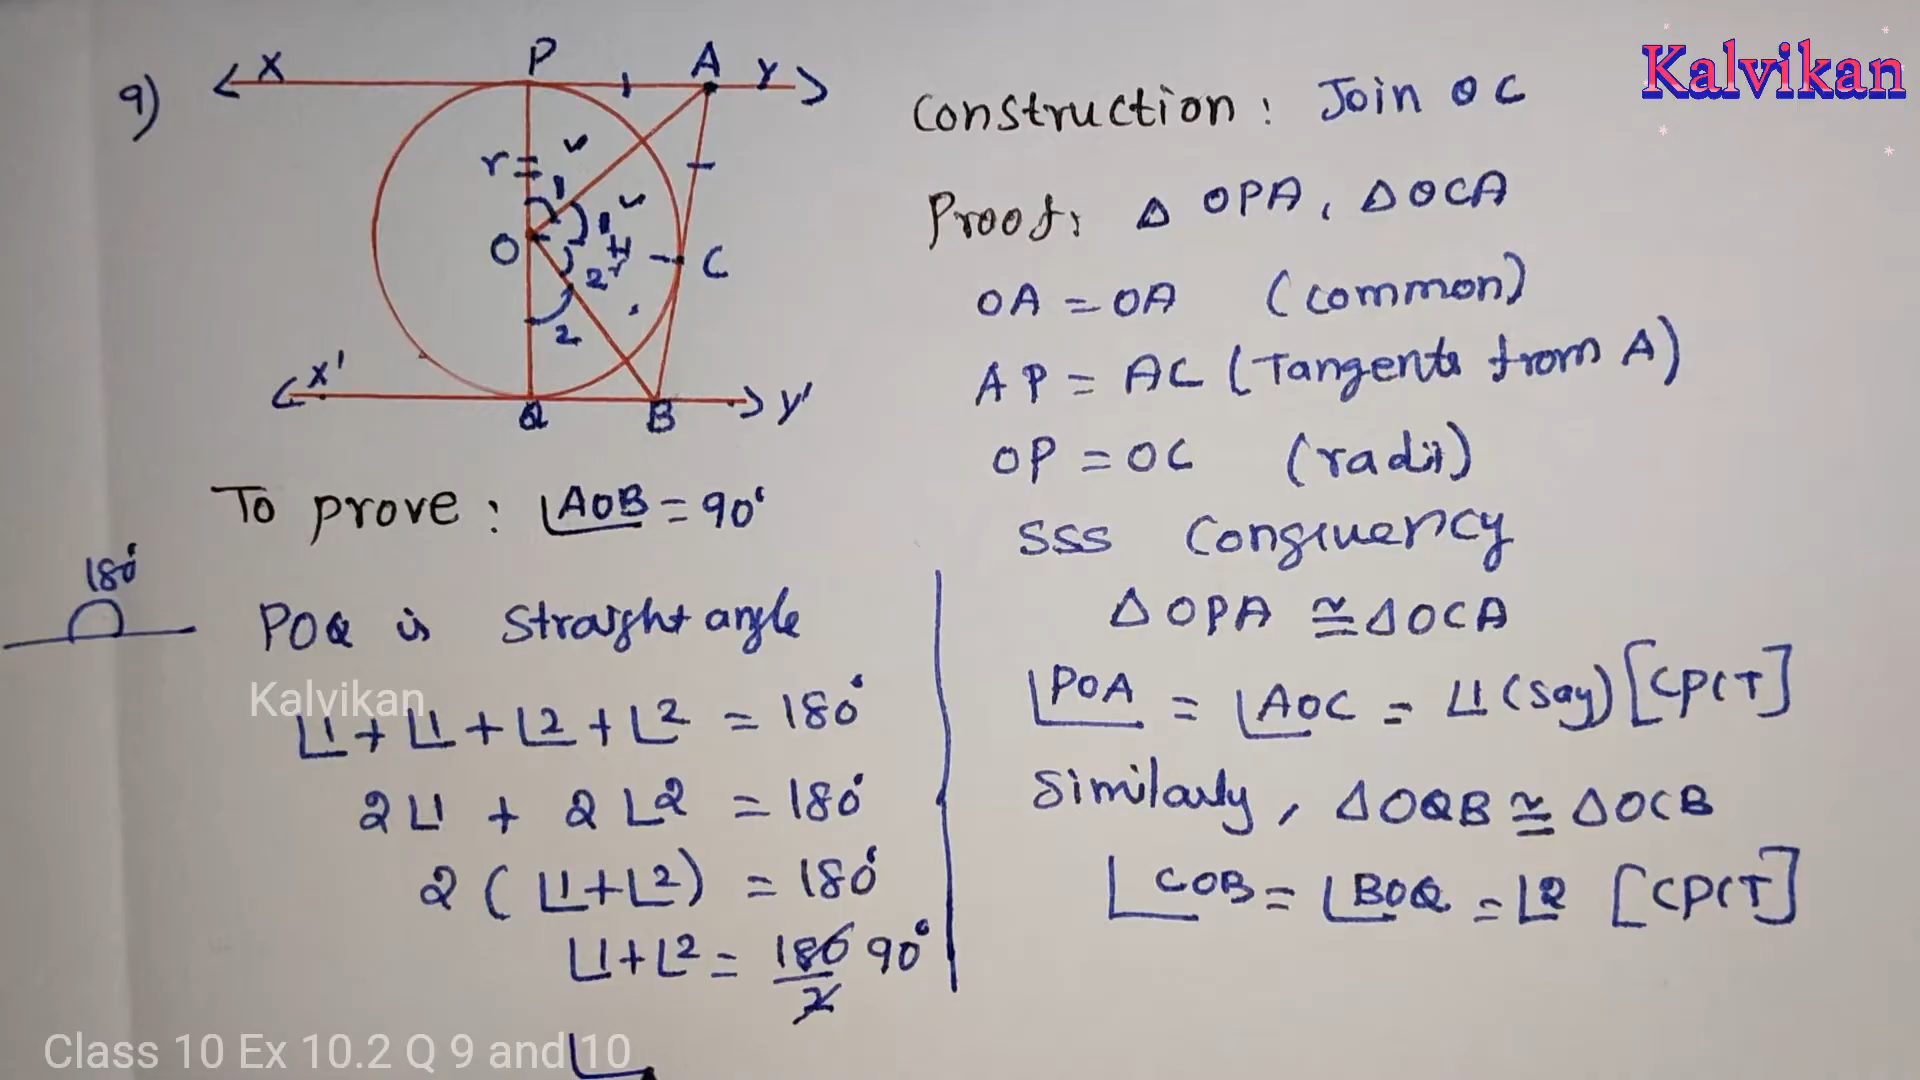 Kalvikan
9)
X P A Y
r 1 1
O 2 C
2
X' Q B Y'
Construction: Join OC
Proof: Δ OPA, Δ OCA
OA = OA (common)
AP = AC (Tangents from A)
OP = OC (radii)
SSS Congruency
Δ OPA ≅ Δ OCA
∠POA = ∠AOC = ∠1 (say) [CPCT]
Similarly, Δ OQB ≅ Δ OCB
∠COB = ∠BOQ = ∠2 [CPCT]
To prove: ∠AOB = 90°
180°
POQ is straight angle
Kalvikan
∠1 + ∠1 + ∠2 + ∠2 = 180°
2∠1 + 2∠2 = 180°
2(∠1 + ∠2) = 180°
∠1 + ∠2 = 180/2 90°
Class 10 Ex 10.2 Q 9 and 10